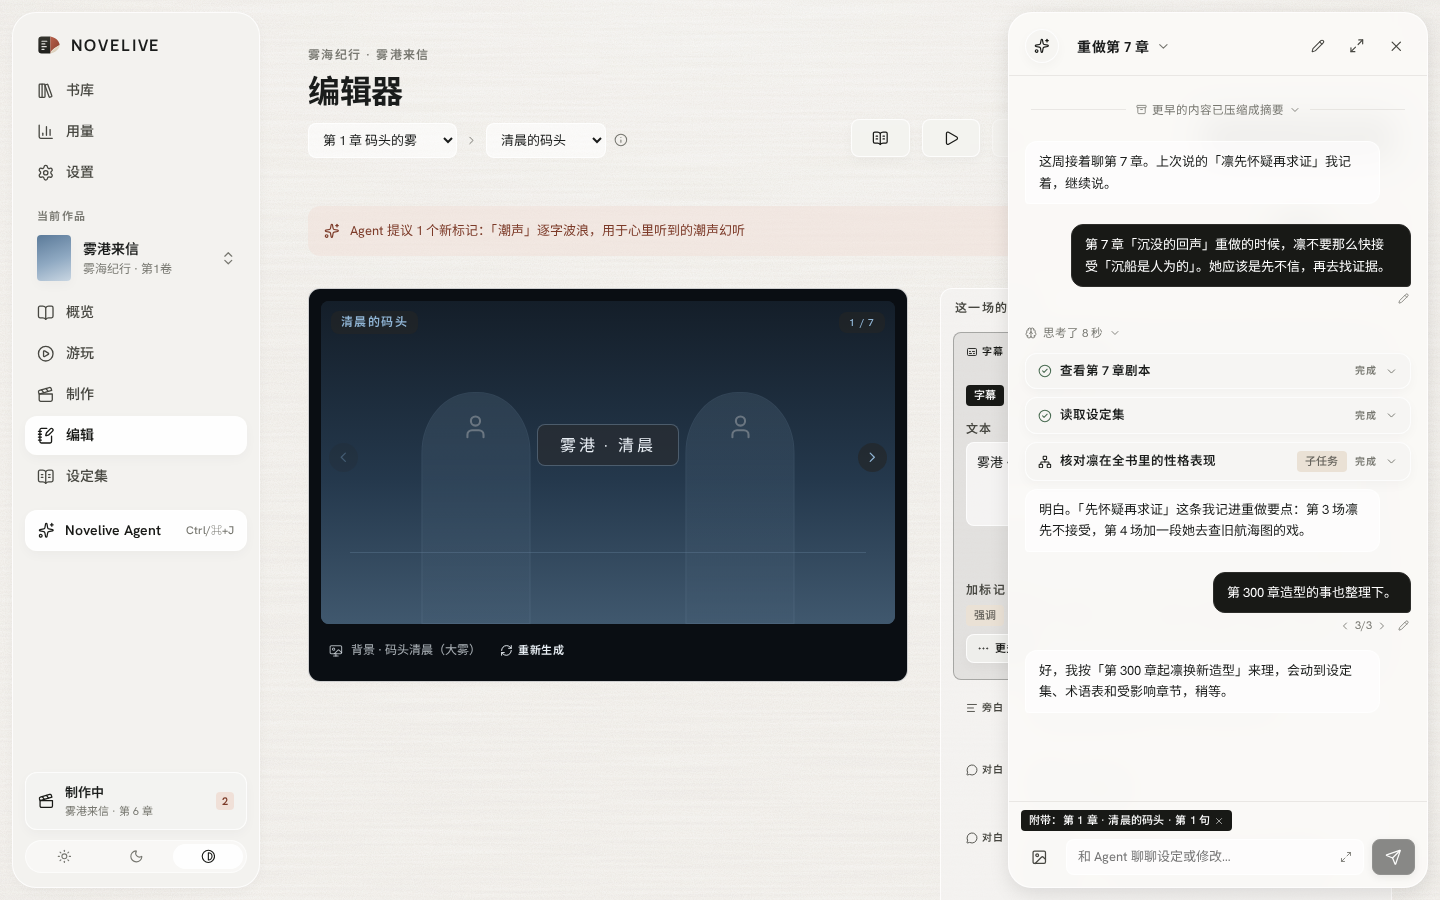 NOVELIVE
书库
用量
设置
当前作品
雾港来信
雾海纪行 · 第1卷
概览
游玩
制作
编辑
设定集
Novelive Agent Ctrl/⌘+J
制作中
雾港来信 · 第 6 章
2
雾海纪行 · 雾港来信
编辑器
第 1 章 码头的雾
清晨的码头
Agent 提议 1 个新标记：「潮声」逐字波浪，用于心里听到的潮声幻听
清晨的码头
1 / 7
雾港 · 清晨
背景 · 码头清晨（大雾）
重新生成
这一场的
字幕
字幕
文本
雾港
加标记
强调
旁白
对白
对白
重做第 7 章
更早的内容已压缩成摘要
这周接着聊第 7 章。上次说的「凛先怀疑再求证」我记
着，继续说。
第 7 章「沉没的回声」重做的时候，凛不要那么快接
受「沉船是人为的」。她应该是先不信，再去找证据。
思考了 8 秒
查看第 7 章剧本 完成
读取设定集 完成
核对凛在全书里的性格表现 子任务 完成
明白。「先怀疑再求证」这条我记进重做要点：第 3 场凛
先不接受，第 4 场加一段她去查旧航海图的戏。
第 300 章造型的事也整理下。
3/3
好，我按「第 300 章起凛换新造型」来理，会动到设定
集、术语表和受影响章节，稍等。
附带：第 1 章 · 清晨的码头 · 第 1 句 ×
和 Agent 聊聊设定或修改...